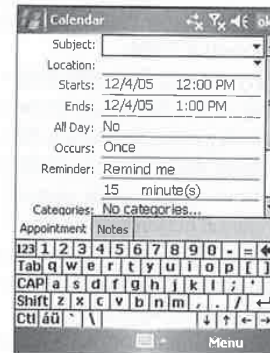 Calendar ok
Subject:
Location:
Starts: 12/4/05 12:00 PM
Ends: 12/4/05 1:00 PM
All Day: No
Occurs: Once
Reminder: Remind me
15 minute(s)
Categories: No categories...
Appointment Notes
123 1 2 3 4 5 6 7 8 9 0 - =
Tab q w e r t y u i o p [ ]
CAP a s d f g h j k l ; '
Shift z x c v b n m , . /
Ctl áü ` \
Menu